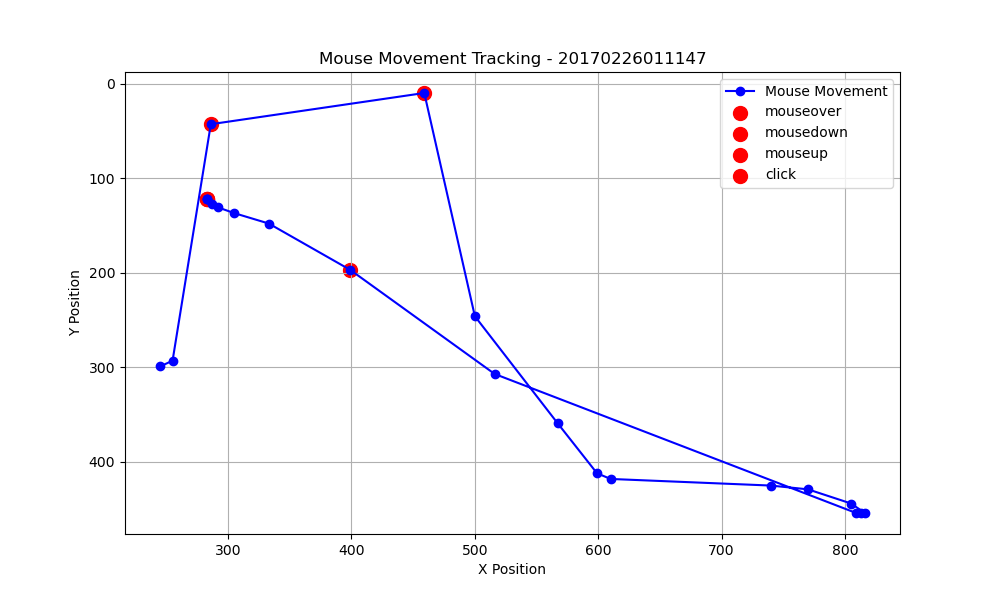 Mouse Movement Tracking - 20170226011147
Mouse Movement
mouseover
mousedown
mouseup
click
0
100
200
300
400
Y Position
300 400 500 600 700 800
X Position